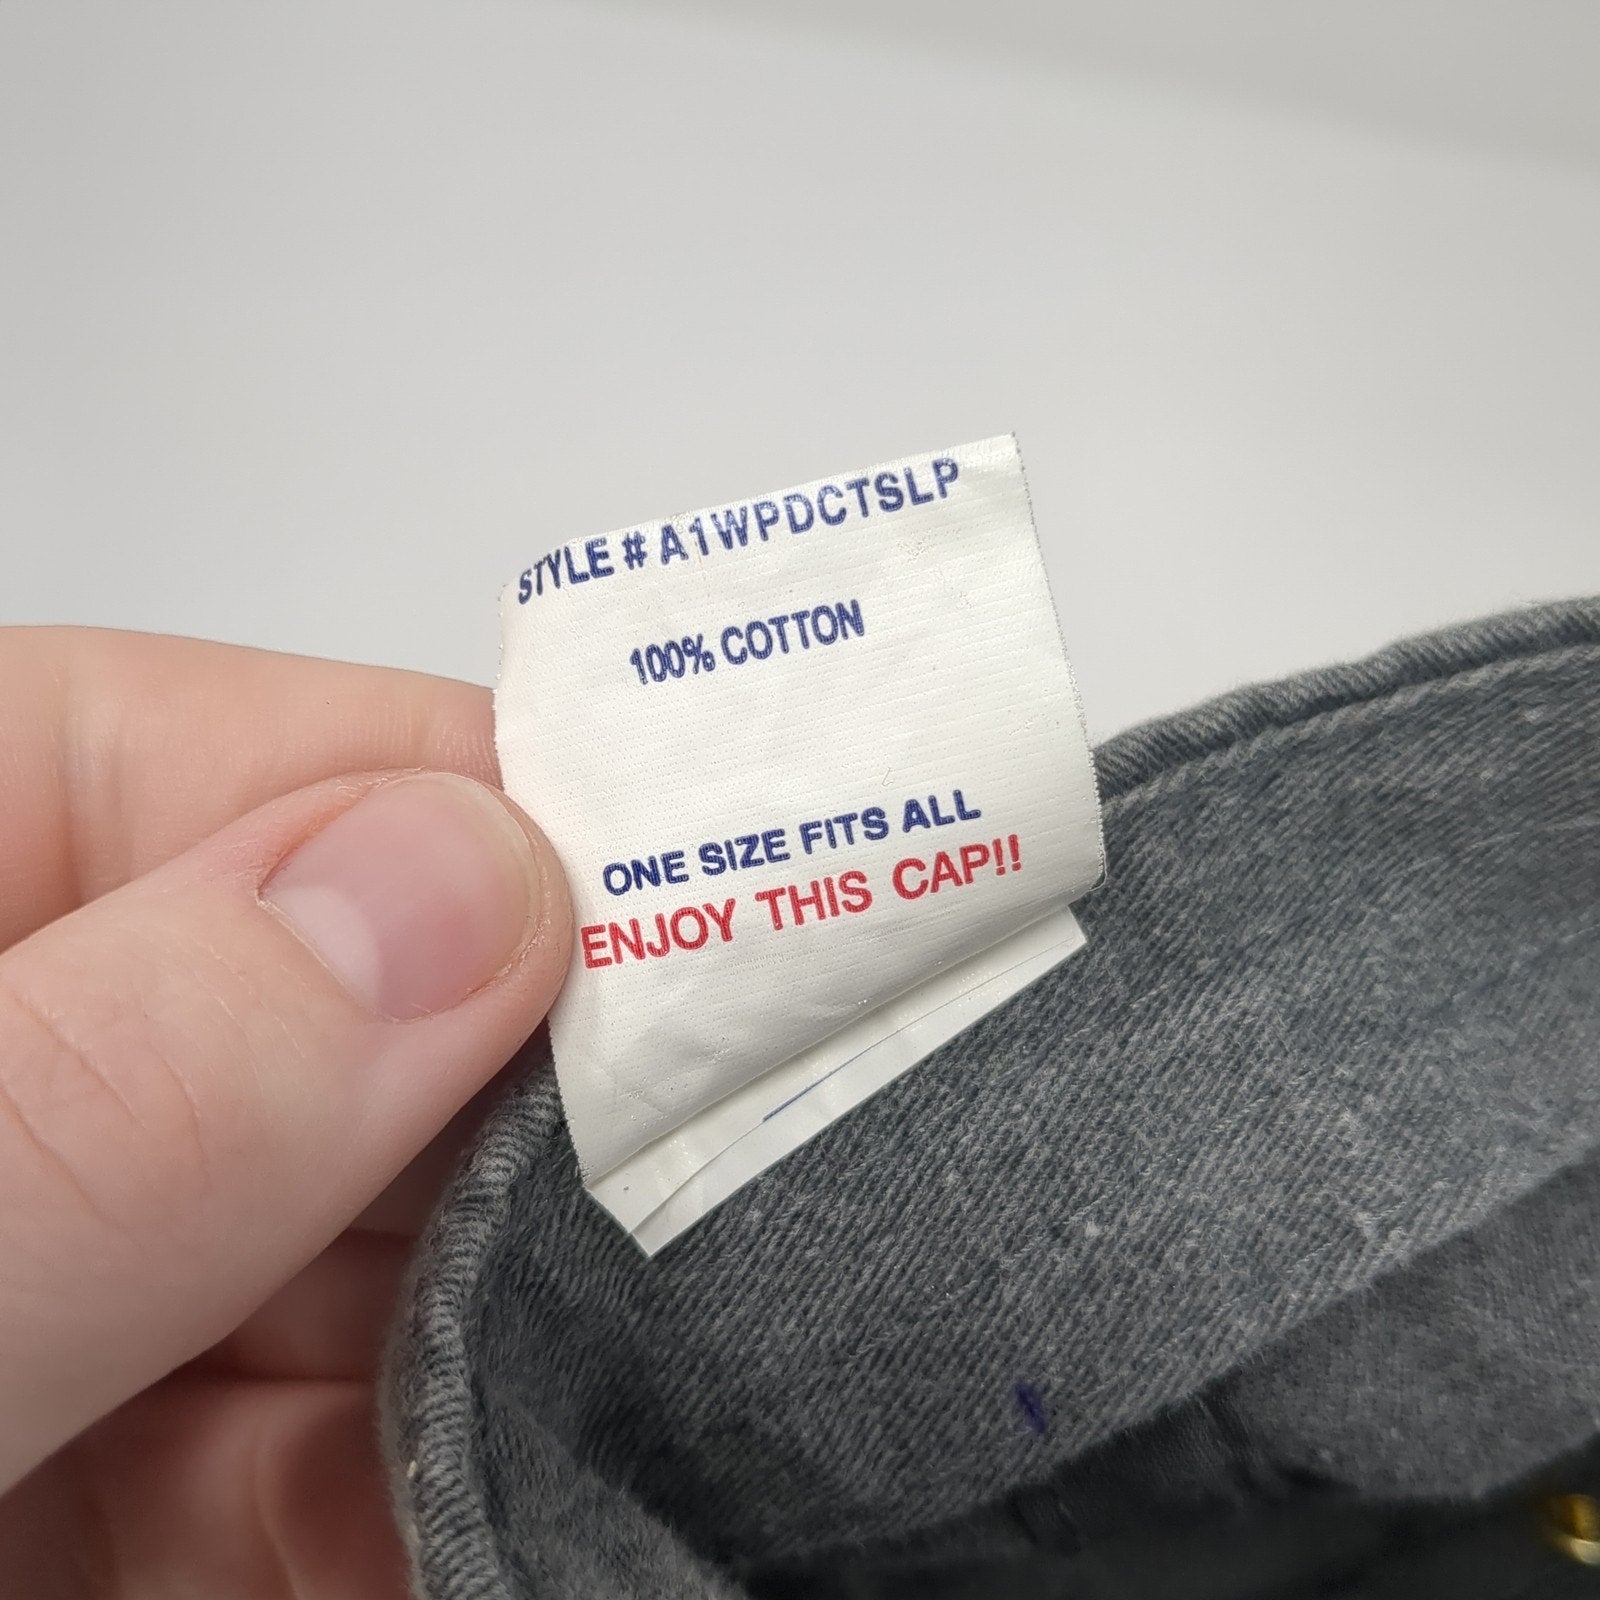 STYLE # A1WPDCTSLP
100% COTTON
ONE SIZE FITS ALL
ENJOY THIS CAP!!